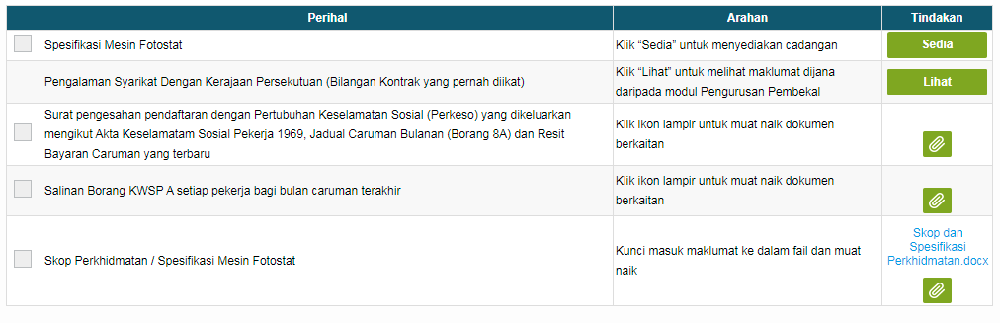 Perihal Arahan Tindakan
Spesifikasi Mesin Fotostat Klik “Sedia” untuk menyediakan cadangan Sedia
Pengalaman Syarikat Dengan Kerajaan Persekutuan (Bilangan Kontrak yang pernah diikat)
Klik “Lihat” untuk melihat maklumat dijana
daripada modul Pengurusan Pembekal
Lihat
Surat pengesahan pendaftaran dengan Pertubuhan Keselamatan Sosial (Perkeso) yang dikeluarkan
mengikut Akta Keselamatam Sosial Pekerja 1969, Jadual Caruman Bulanan (Borang 8A) dan Resit
Bayaran Caruman yang terbaru
Klik ikon lampir untuk muat naik dokumen
berkaitan
Salinan Borang KWSP A setiap pekerja bagi bulan caruman terakhir
Klik ikon lampir untuk muat naik dokumen
berkaitan
Skop Perkhidmatan / Spesifikasi Mesin Fotostat
Kunci masuk maklumat ke dalam fail dan muat
naik
Skop dan
Spesifikasi
Perkhidmatan.docx